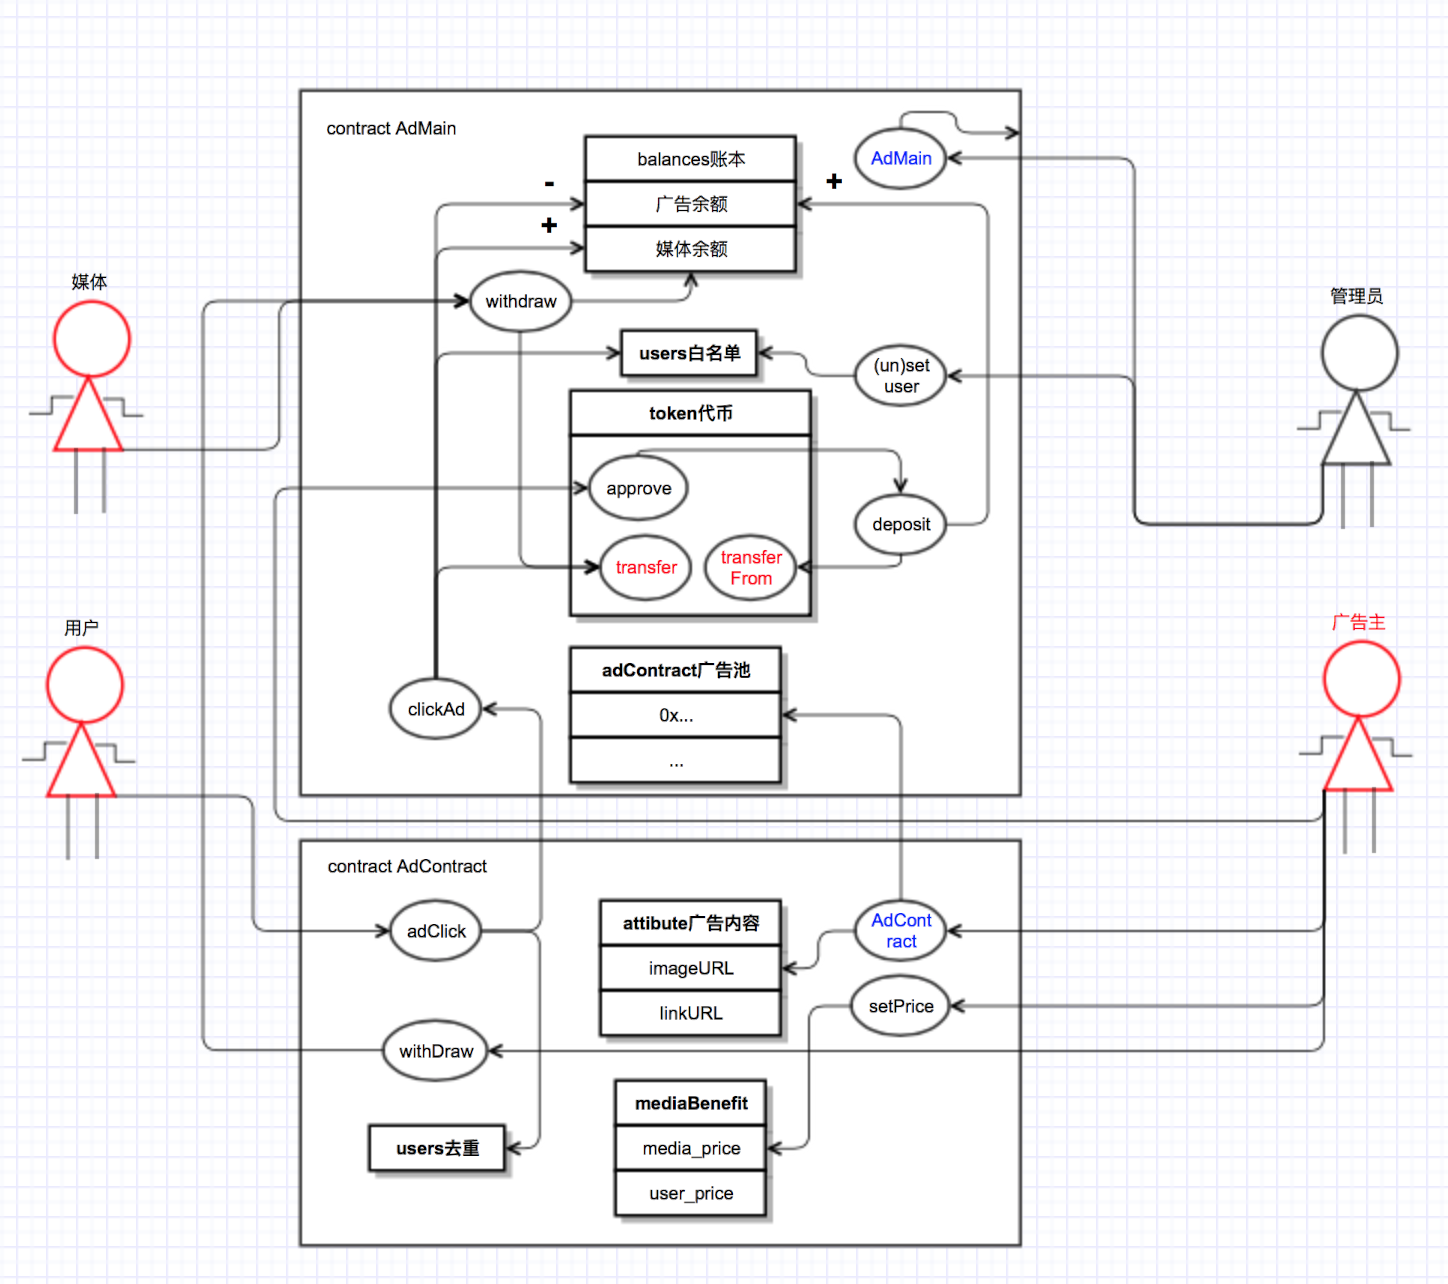 contract AdMain
balances账本
广告余额
媒体余额
-
+
+
AdMain
媒体
withdraw
管理员
users白名单
(un)set
user
token代币
approve
deposit
transfer
transfer
From
用户
广告主
adContract广告池
0x...
...
clickAd
contract AdContract
adClick
attibute广告内容
imageURL
linkURL
AdCont
ract
setPrice
withDraw
mediaBenefit
media_price
user_price
users去重